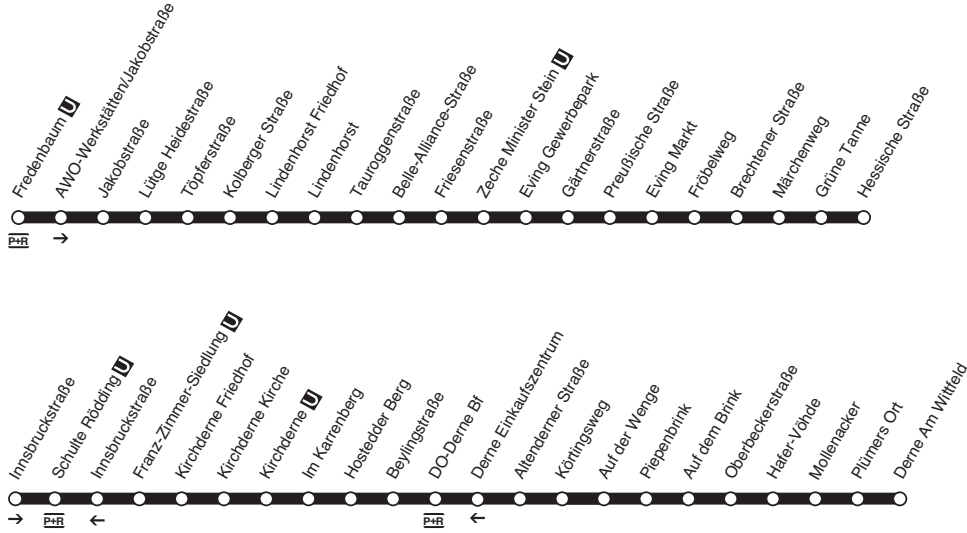 Fredenbaum U
AWO-Werkstätten/Jakobstraße
Jakobstraße
Lütge Heidestraße
Töpferstraße
Kolberger Straße
Lindenhorst Friedhof
Lindenhorst
Tauroggenstraße
Belle-Alliance-Straße
Friesenstraße
Zeche Minister Stein U
Eving Gewerbepark
Gärtnerstraße
Preußische Straße
Eving Markt
Fröbelweg
Brechtener Straße
Märchenweg
Grüne Tanne
Hessische Straße
P+R →
Innsbruckstraße
Schulte Rödding U
Innsbruckstraße
Franz-Zimmer-Siedlung U
Kirchderne Friedhof
Kirchderne Kirche
Kirchderne U
Im Karrenberg
Hostedder Berg
Beylingstraße
DO-Derne Bf
Derne Einkaufszentrum
Altenderner Straße
Körtingsweg
Auf der Wenge
Piepenbrink
Auf dem Brink
Oberbeckerstraße
Hafer-Vöhde
Mollenacker
Plümers Ort
Derne Am Wittfeld
→ P+R ← P+R ←